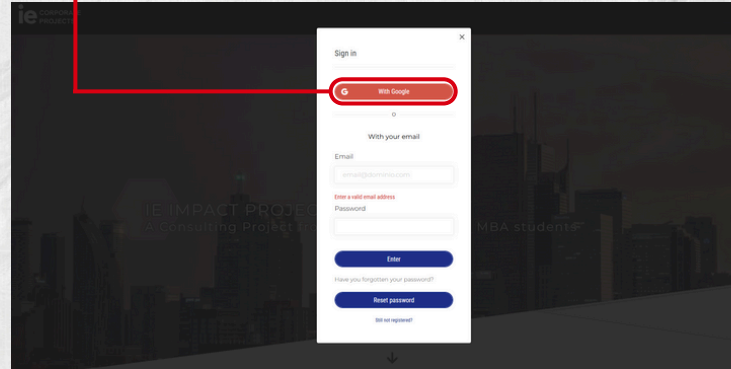 ie CORPORATE
PROJECTS
×
Sign in
G With Google
o
With your email
Email
email@dominio.com
Enter a valid email address
Password
IE IMPACT PROJEC
A Consulting Project MBA students
Enter
Have you forgotten your password?
Reset password
Still not registered?